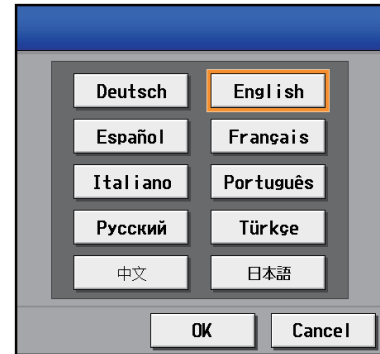 Deutsch English
Español Français
Italiano Português
Русский Türkçe
中文 日本語
OK Cancel